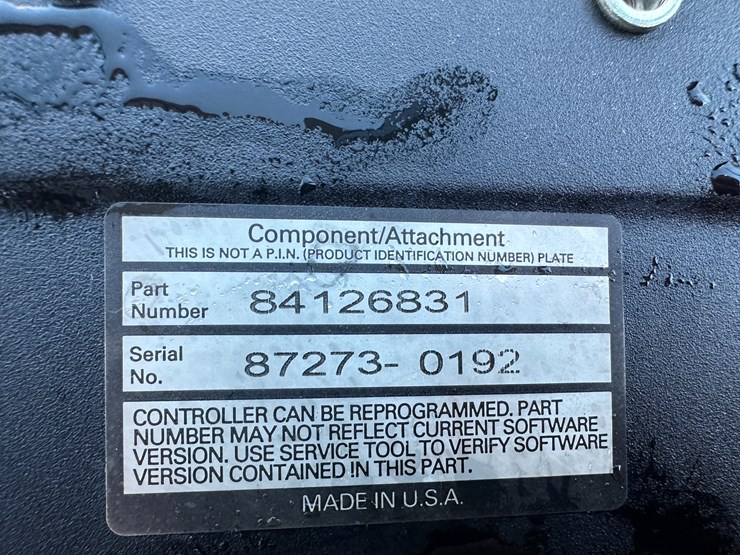 Component/Attachment
THIS IS NOT A P.I.N. (PRODUCT IDENTIFICATION NUMBER) PLATE
Part
Number 84126831
Serial
No. 87273- 0192
CONTROLLER CAN BE REPROGRAMMED. PART
NUMBER MAY NOT REFLECT CURRENT SOFTWARE
VERSION. USE SERVICE TOOL TO VERIFY SOFTWARE
VERSION CONTAINED IN THIS PART.
MADE IN U.S.A.